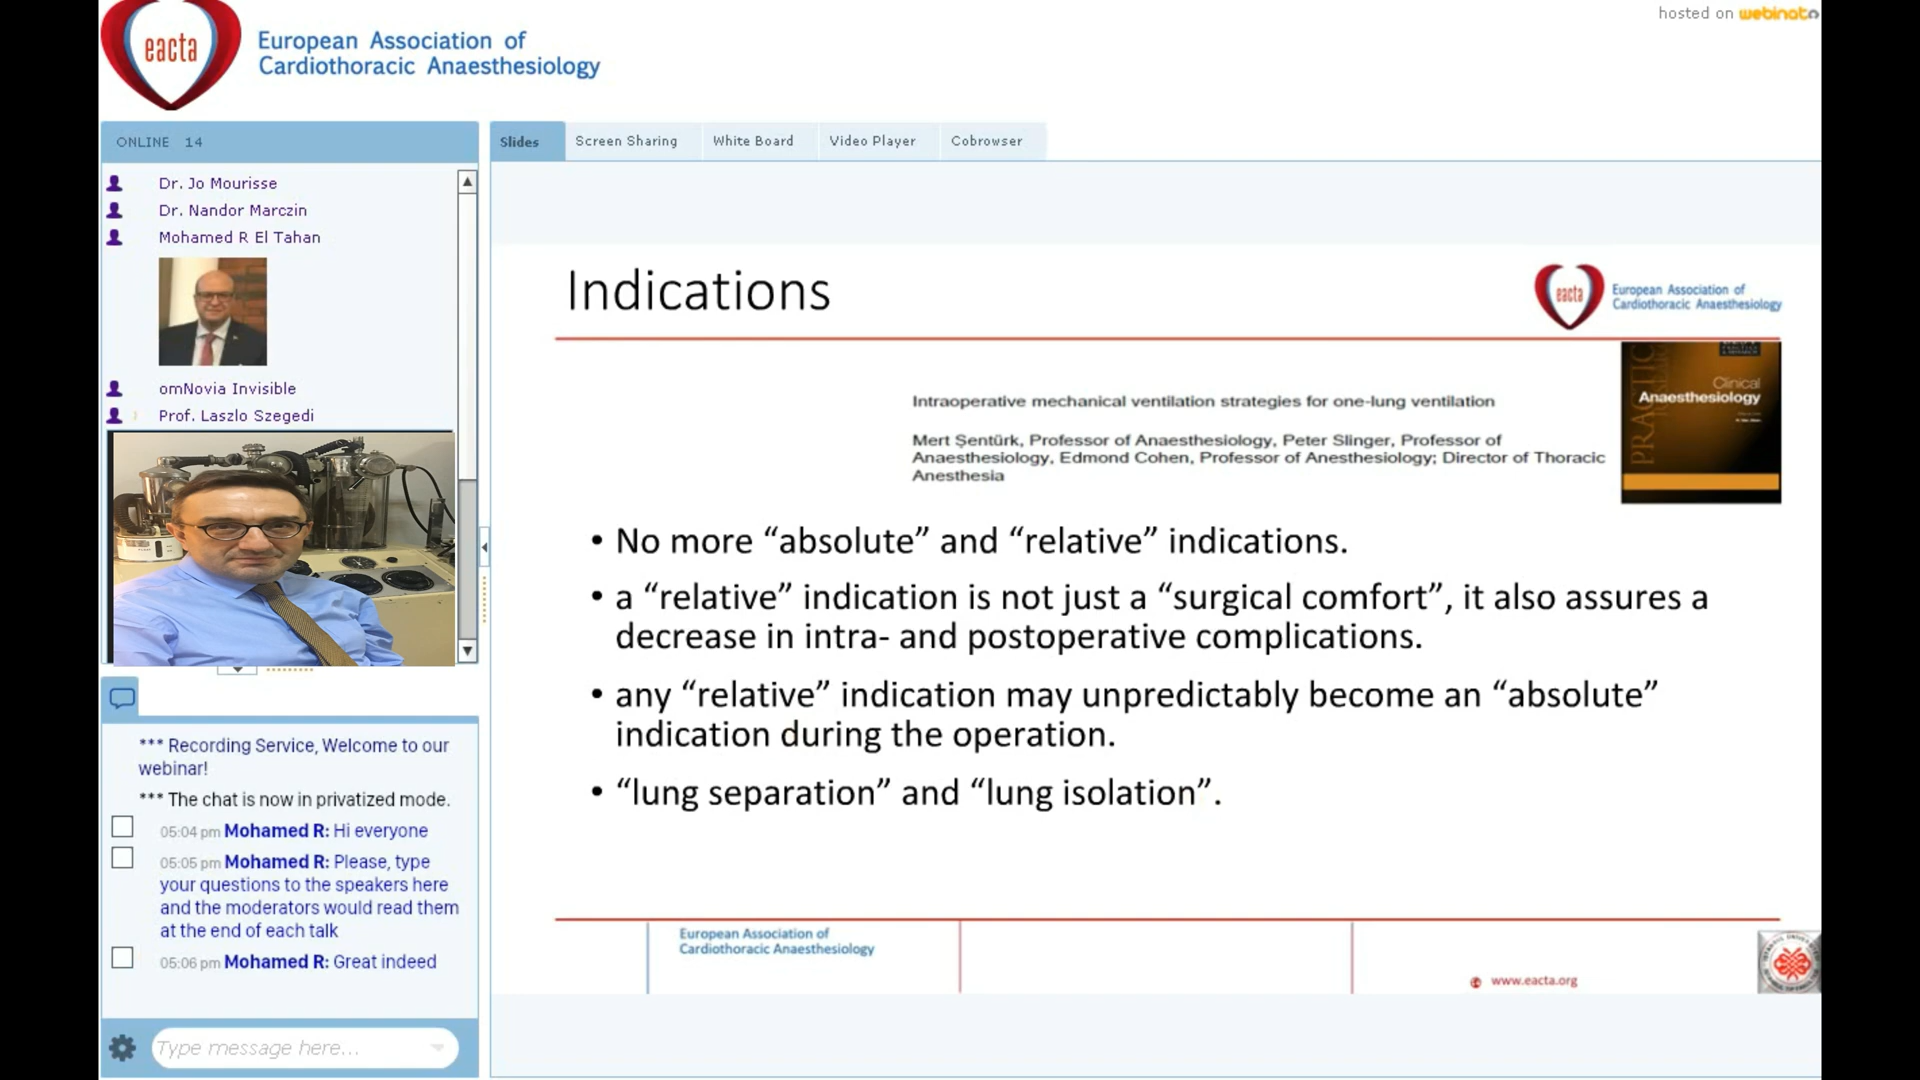 hosted on webinato
eacta
European Association of
Cardiothoracic Anaesthesiology
ONLINE 14
Dr. Jo Mourisse
Dr. Nandor Marczin
Mohamed R El Tahan
omNovia Invisible
Prof. Laszlo Szegedi
*** Recording Service, Welcome to our
webinar!
*** The chat is now in privatized mode.
05:04 pm Mohamed R: Hi everyone
05:05 pm Mohamed R: Please, type
your questions to the speakers here
and the moderators would read them
at the end of each talk
05:06 pm Mohamed R: Great indeed
Type message here...
Slides
Screen Sharing
White Board
Video Player
Cobrowser
Indications
eacta
European Association of
Cardiothoracic Anaesthesiology
Intraoperative mechanical ventilation strategies for one-lung ventilation
Mert Şentürk, Professor of Anaesthesiology, Peter Slinger, Professor of
Anaesthesiology, Edmond Cohen, Professor of Anesthesiology; Director of Thoracic
Anesthesia
Clinical
Anaesthesiology
• No more “absolute” and “relative” indications.
• a “relative” indication is not just a “surgical comfort”, it also assures a
decrease in intra- and postoperative complications.
• any “relative” indication may unpredictably become an “absolute”
indication during the operation.
• “lung separation” and “lung isolation”.
European Association of
Cardiothoracic Anaesthesiology
www.eacta.org